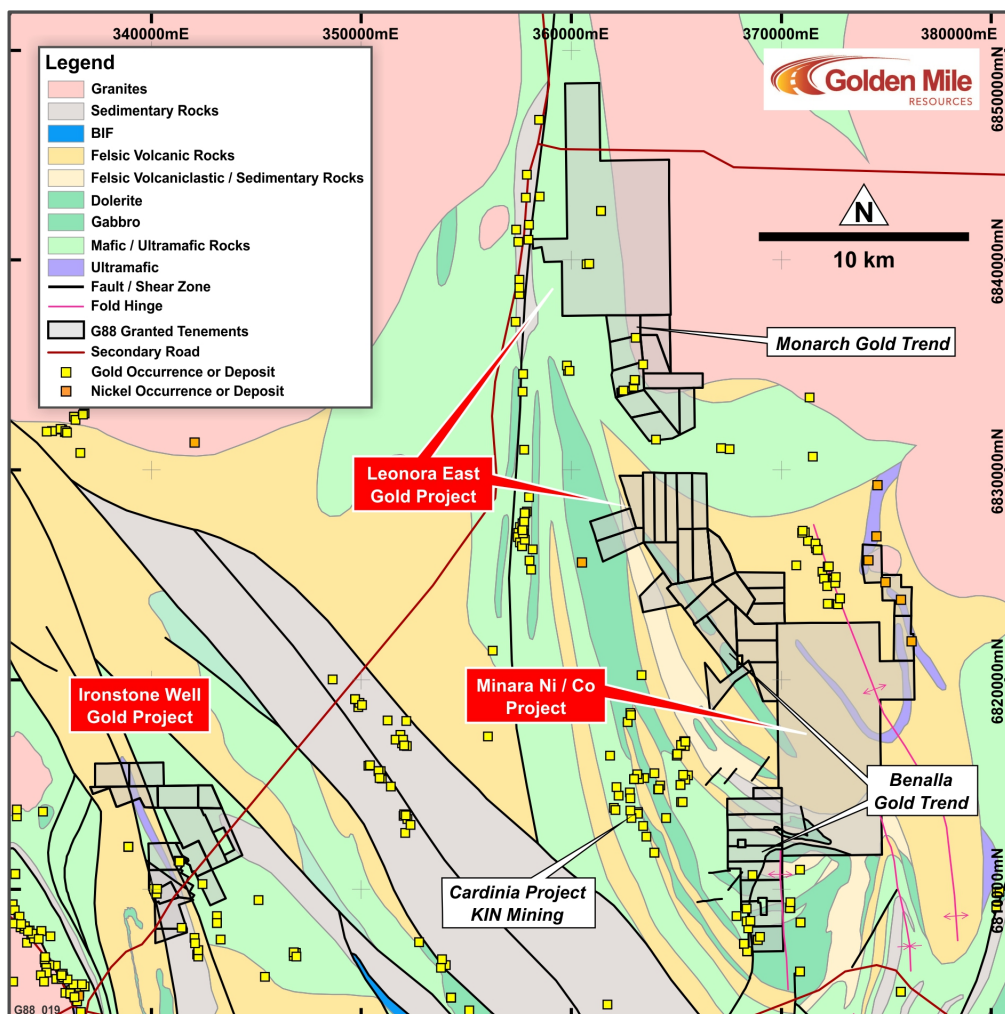 340000mE
350000mE
360000mE
370000mE
380000mE
Legend
Granites
Sedimentary Rocks
BIF
Felsic Volcanic Rocks
Felsic Volcaniclastic / Sedimentary Rocks
Dolerite
Gabbro
Mafic / Ultramafic Rocks
Ultramafic
Fault / Shear Zone
Fold Hinge
G88 Granted Tenements
Secondary Road
Gold Occurrence or Deposit
Nickel Occurrence or Deposit
Golden Mile
RESOURCES
6850000mN
N
10 km
6840000mN
Monarch Gold Trend
Leonora East
Gold Project
6830000mN
Ironstone Well
Gold Project
Minara Ni / Co
Project
6820000mN
Benalla
Gold Trend
Cardinia Project
KIN Mining
6810000mN
G88_019